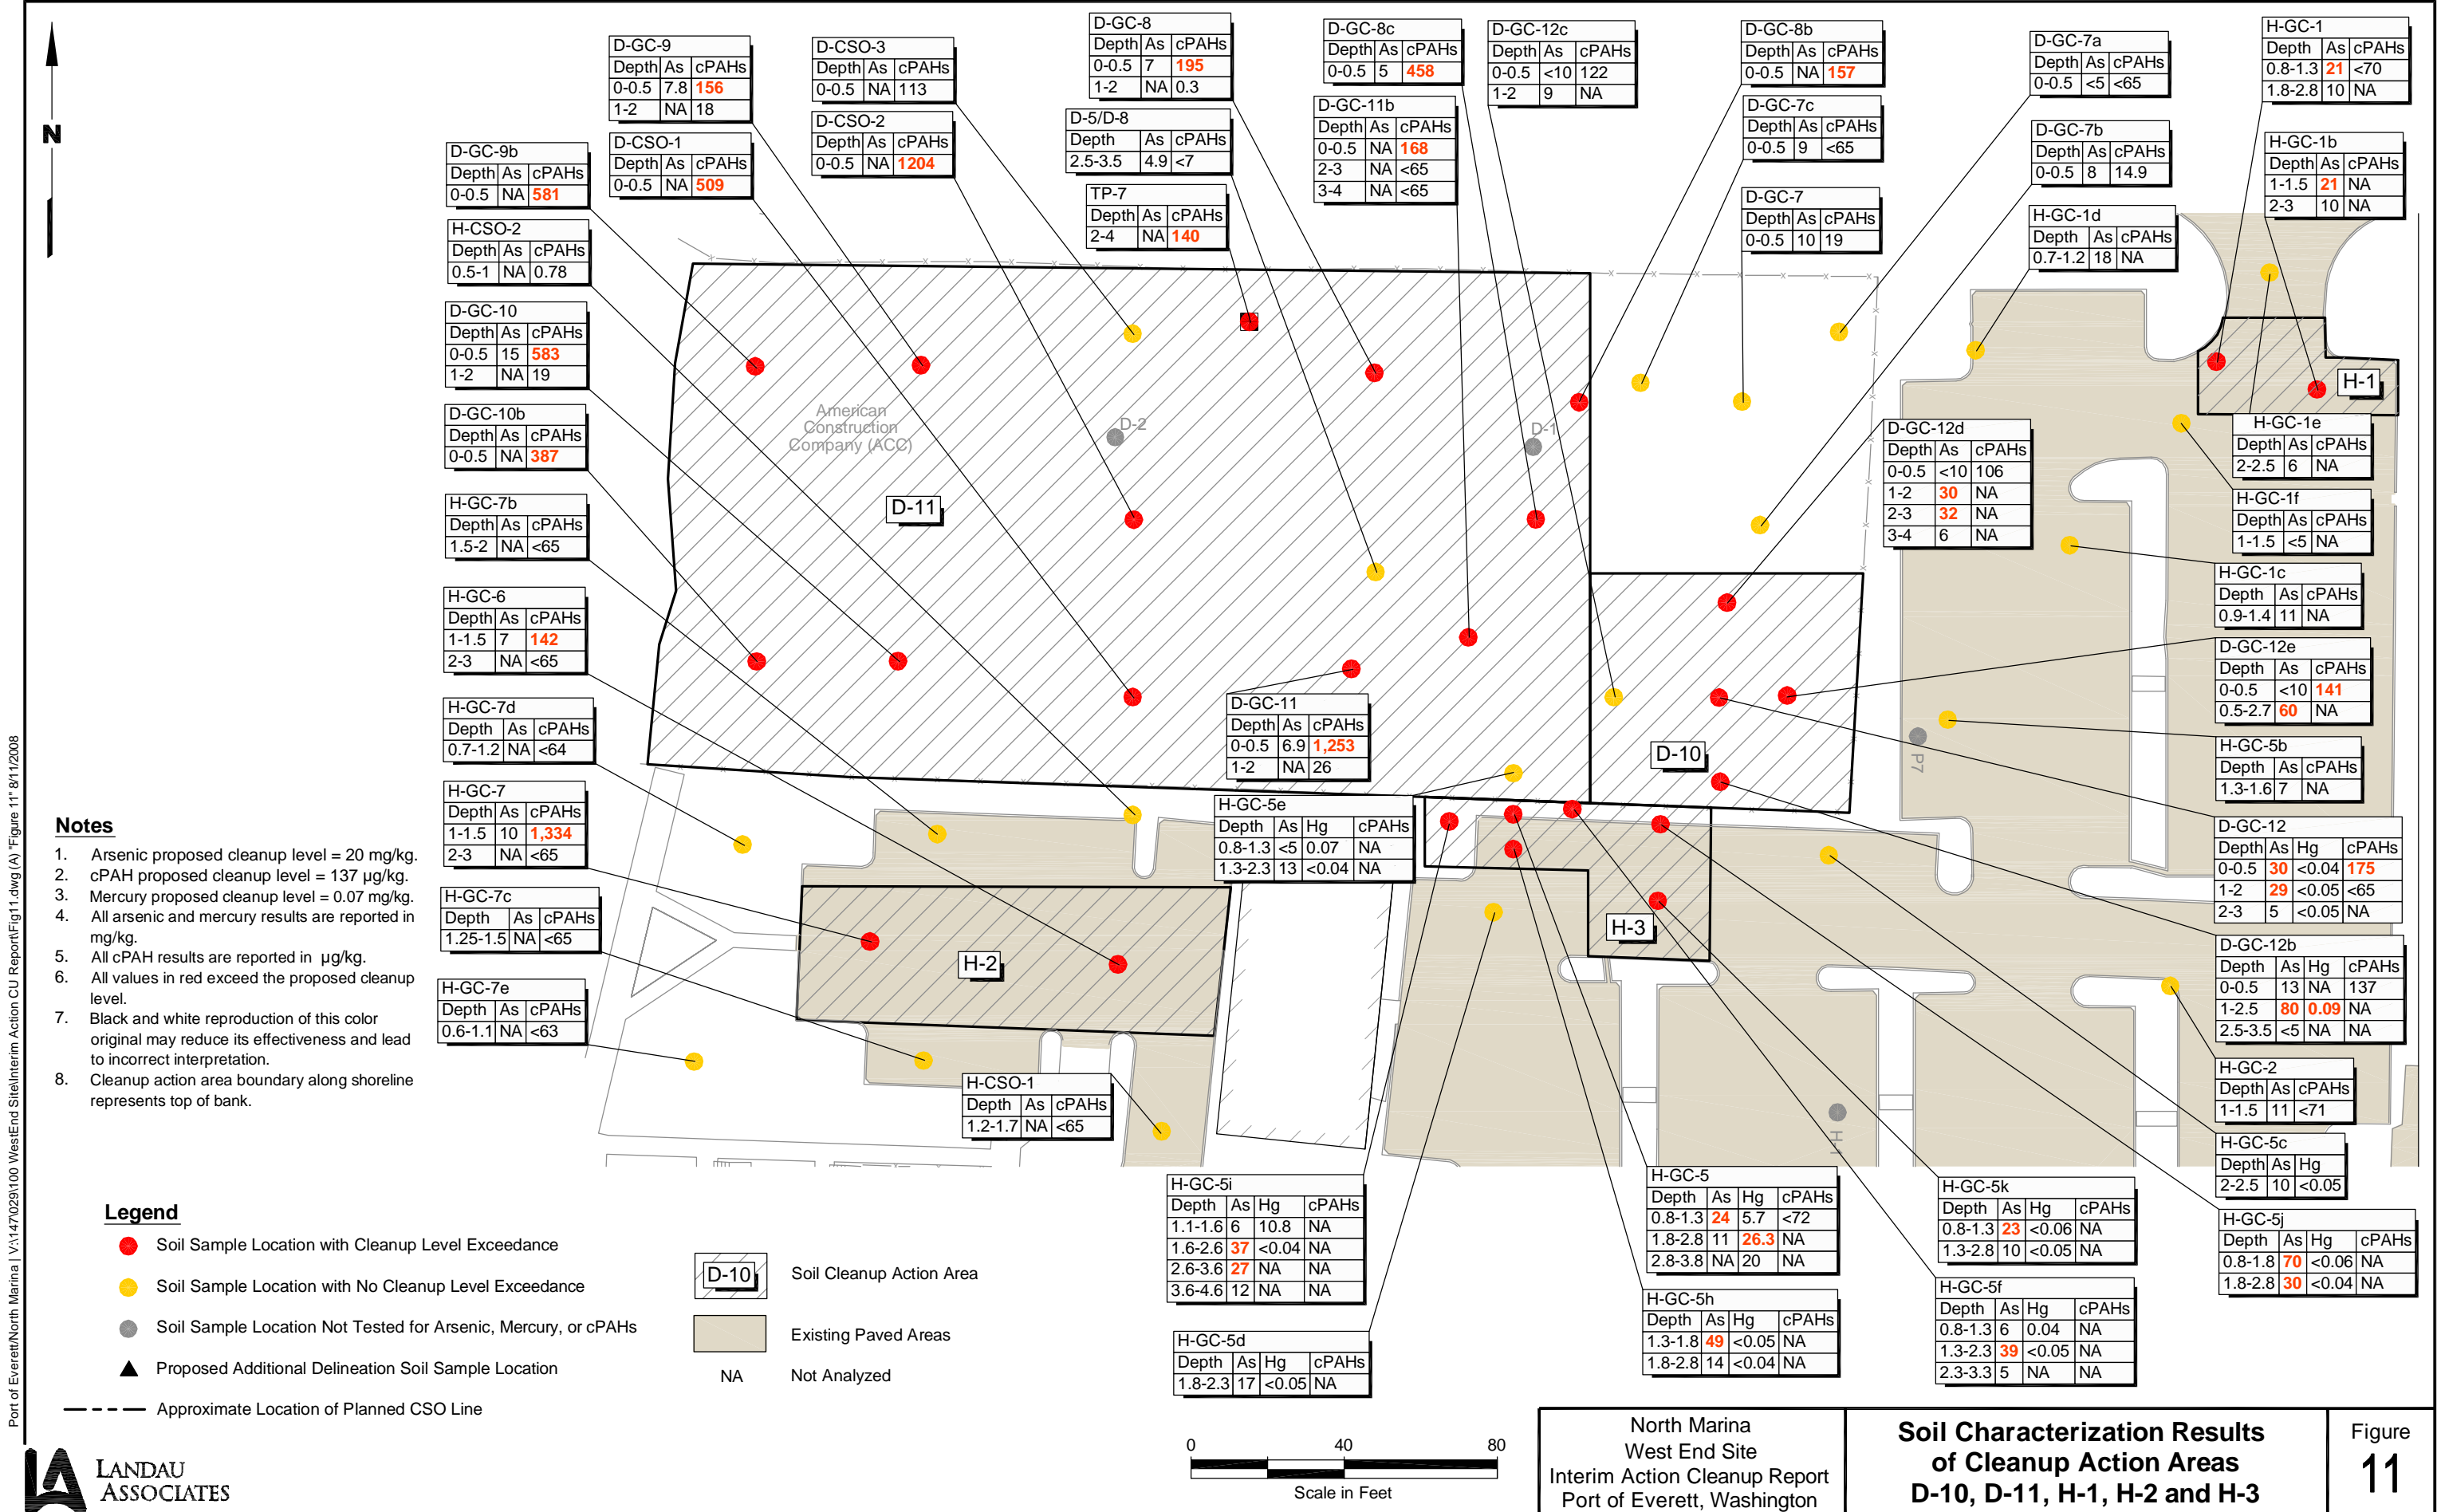 N
D-GC-9
Depth As cPAHs
0-0.5 7.8 156
1-2 NA 18
D-CSO-3
Depth As cPAHs
0-0.5 NA 113
D-GC-8
Depth As cPAHs
0-0.5 7 195
1-2 NA 0.3
D-GC-8c
Depth As cPAHs
0-0.5 5 458
D-GC-12c
Depth As cPAHs
0-0.5 <10 122
1-2 9 NA
D-GC-8b
Depth As cPAHs
0-0.5 NA 157
D-GC-7a
Depth As cPAHs
0-0.5 <5 <65
H-GC-1
Depth As cPAHs
0.8-1.3 21 <70
1.8-2.8 10 NA
D-GC-9b
Depth As cPAHs
0-0.5 NA 581
D-CSO-1
Depth As cPAHs
0-0.5 NA 509
D-CSO-2
Depth As cPAHs
0-0.5 NA 1204
D-5/D-8
Depth As cPAHs
2.5-3.5 4.9 <7
TP-7
Depth As cPAHs
2-4 NA 140
D-GC-11b
Depth As cPAHs
0-0.5 NA 168
2-3 NA <65
3-4 NA <65
D-GC-7c
Depth As cPAHs
0-0.5 9 <65
D-GC-7
Depth As cPAHs
0-0.5 10 19
D-GC-7b
Depth As cPAHs
0-0.5 8 14.9
H-GC-1d
Depth As cPAHs
0.7-1.2 18 NA
H-GC-1b
Depth As cPAHs
1-1.5 21 NA
2-3 10 NA
H-CSO-2
Depth As cPAHs
0.5-1 NA 0.78
D-GC-10
Depth As cPAHs
0-0.5 15 583
1-2 NA 19
D-GC-10b
Depth As cPAHs
0-0.5 NA 387
H-GC-7b
Depth As cPAHs
1.5-2 NA <65
H-GC-6
Depth As cPAHs
1-1.5 7 142
2-3 NA <65
H-GC-7d
Depth As cPAHs
0.7-1.2 NA <64
H-GC-7
Depth As cPAHs
1-1.5 10 1,334
2-3 NA <65
H-GC-7c
Depth As cPAHs
1.25-1.5 NA <65
H-GC-7e
Depth As cPAHs
0.6-1.1 NA <63
American
Construction
Company (ACC)
D-2
D-1
D-11
H-1
D-10
P7
H-2
H-3
H-1
D-GC-12d
Depth As cPAHs
0-0.5 <10 106
1-2 30 NA
2-3 32 NA
3-4 6 NA
H-GC-1e
Depth As cPAHs
2-2.5 6 NA
H-GC-1f
Depth As cPAHs
1-1.5 <5 NA
H-GC-1c
Depth As cPAHs
0.9-1.4 11 NA
D-GC-12e
Depth As cPAHs
0-0.5 <10 141
0.5-2.7 60 NA
H-GC-5b
Depth As cPAHs
1.3-1.6 7 NA
D-GC-12
Depth As Hg cPAHs
0-0.5 30 <0.04 175
1-2 29 <0.05 <65
2-3 5 <0.05 NA
D-GC-12b
Depth As Hg cPAHs
0-0.5 13 NA 137
1-2.5 80 0.09 NA
2.5-3.5 <5 NA NA
H-GC-2
Depth As cPAHs
1-1.5 11 <71
H-GC-5c
Depth As Hg
2-2.5 10 <0.05
H-GC-5j
Depth As Hg cPAHs
0.8-1.8 70 <0.06 NA
1.8-2.8 30 <0.04 NA
D-GC-11
Depth As cPAHs
0-0.5 6.9 1,253
1-2 NA 26
H-GC-5e
Depth As Hg cPAHs
0.8-1.3 <5 0.07 NA
1.3-2.3 13 <0.04 NA
H-CSO-1
Depth As cPAHs
1.2-1.7 NA <65
H-GC-5i
Depth As Hg cPAHs
1.1-1.6 6 10.8 NA
1.6-2.6 37 <0.04 NA
2.6-3.6 27 NA NA
3.6-4.6 12 NA NA
H-GC-5d
Depth As Hg cPAHs
1.8-2.3 17 <0.05 NA
H-GC-5
Depth As Hg cPAHs
0.8-1.3 24 5.7 <72
1.8-2.8 11 26.3 NA
2.8-3.8 NA 20 NA
H-GC-5h
Depth As Hg cPAHs
1.3-1.8 49 <0.05 NA
1.8-2.8 14 <0.04 NA
H-GC-5k
Depth As Hg cPAHs
0.8-1.3 23 <0.06 NA
1.3-2.8 10 <0.05 NA
H-GC-5f
Depth As Hg cPAHs
0.8-1.3 6 0.04 NA
1.3-2.3 39 <0.05 NA
2.3-3.3 5 NA NA
Notes
1. Arsenic proposed cleanup level = 20 mg/kg.
2. cPAH proposed cleanup level = 137 µg/kg.
3. Mercury proposed cleanup level = 0.07 mg/kg.
4. All arsenic and mercury results are reported in
mg/kg.
5. All cPAH results are reported in µg/kg.
6. All values in red exceed the proposed cleanup
level.
7. Black and white reproduction of this color
original may reduce its effectiveness and lead
to incorrect interpretation.
8. Cleanup action area boundary along shoreline
represents top of bank.
Legend
Soil Sample Location with Cleanup Level Exceedance
Soil Sample Location with No Cleanup Level Exceedance
Soil Sample Location Not Tested for Arsenic, Mercury, or cPAHs
Proposed Additional Delineation Soil Sample Location
Approximate Location of Planned CSO Line
D-10 Soil Cleanup Action Area
Existing Paved Areas
NA Not Analyzed
Port of Everett/North Marina | V:\147\029\100 WestEnd Site\Interim Action CU Report\Fig11.dwg (A) "Figure 11" 8/11/2008
LANDAU
ASSOCIATES
0 40 80
Scale in Feet
North Marina
West End Site
Interim Action Cleanup Report
Port of Everett, Washington
Soil Characterization Results
of Cleanup Action Areas
D-10, D-11, H-1, H-2 and H-3
Figure
11